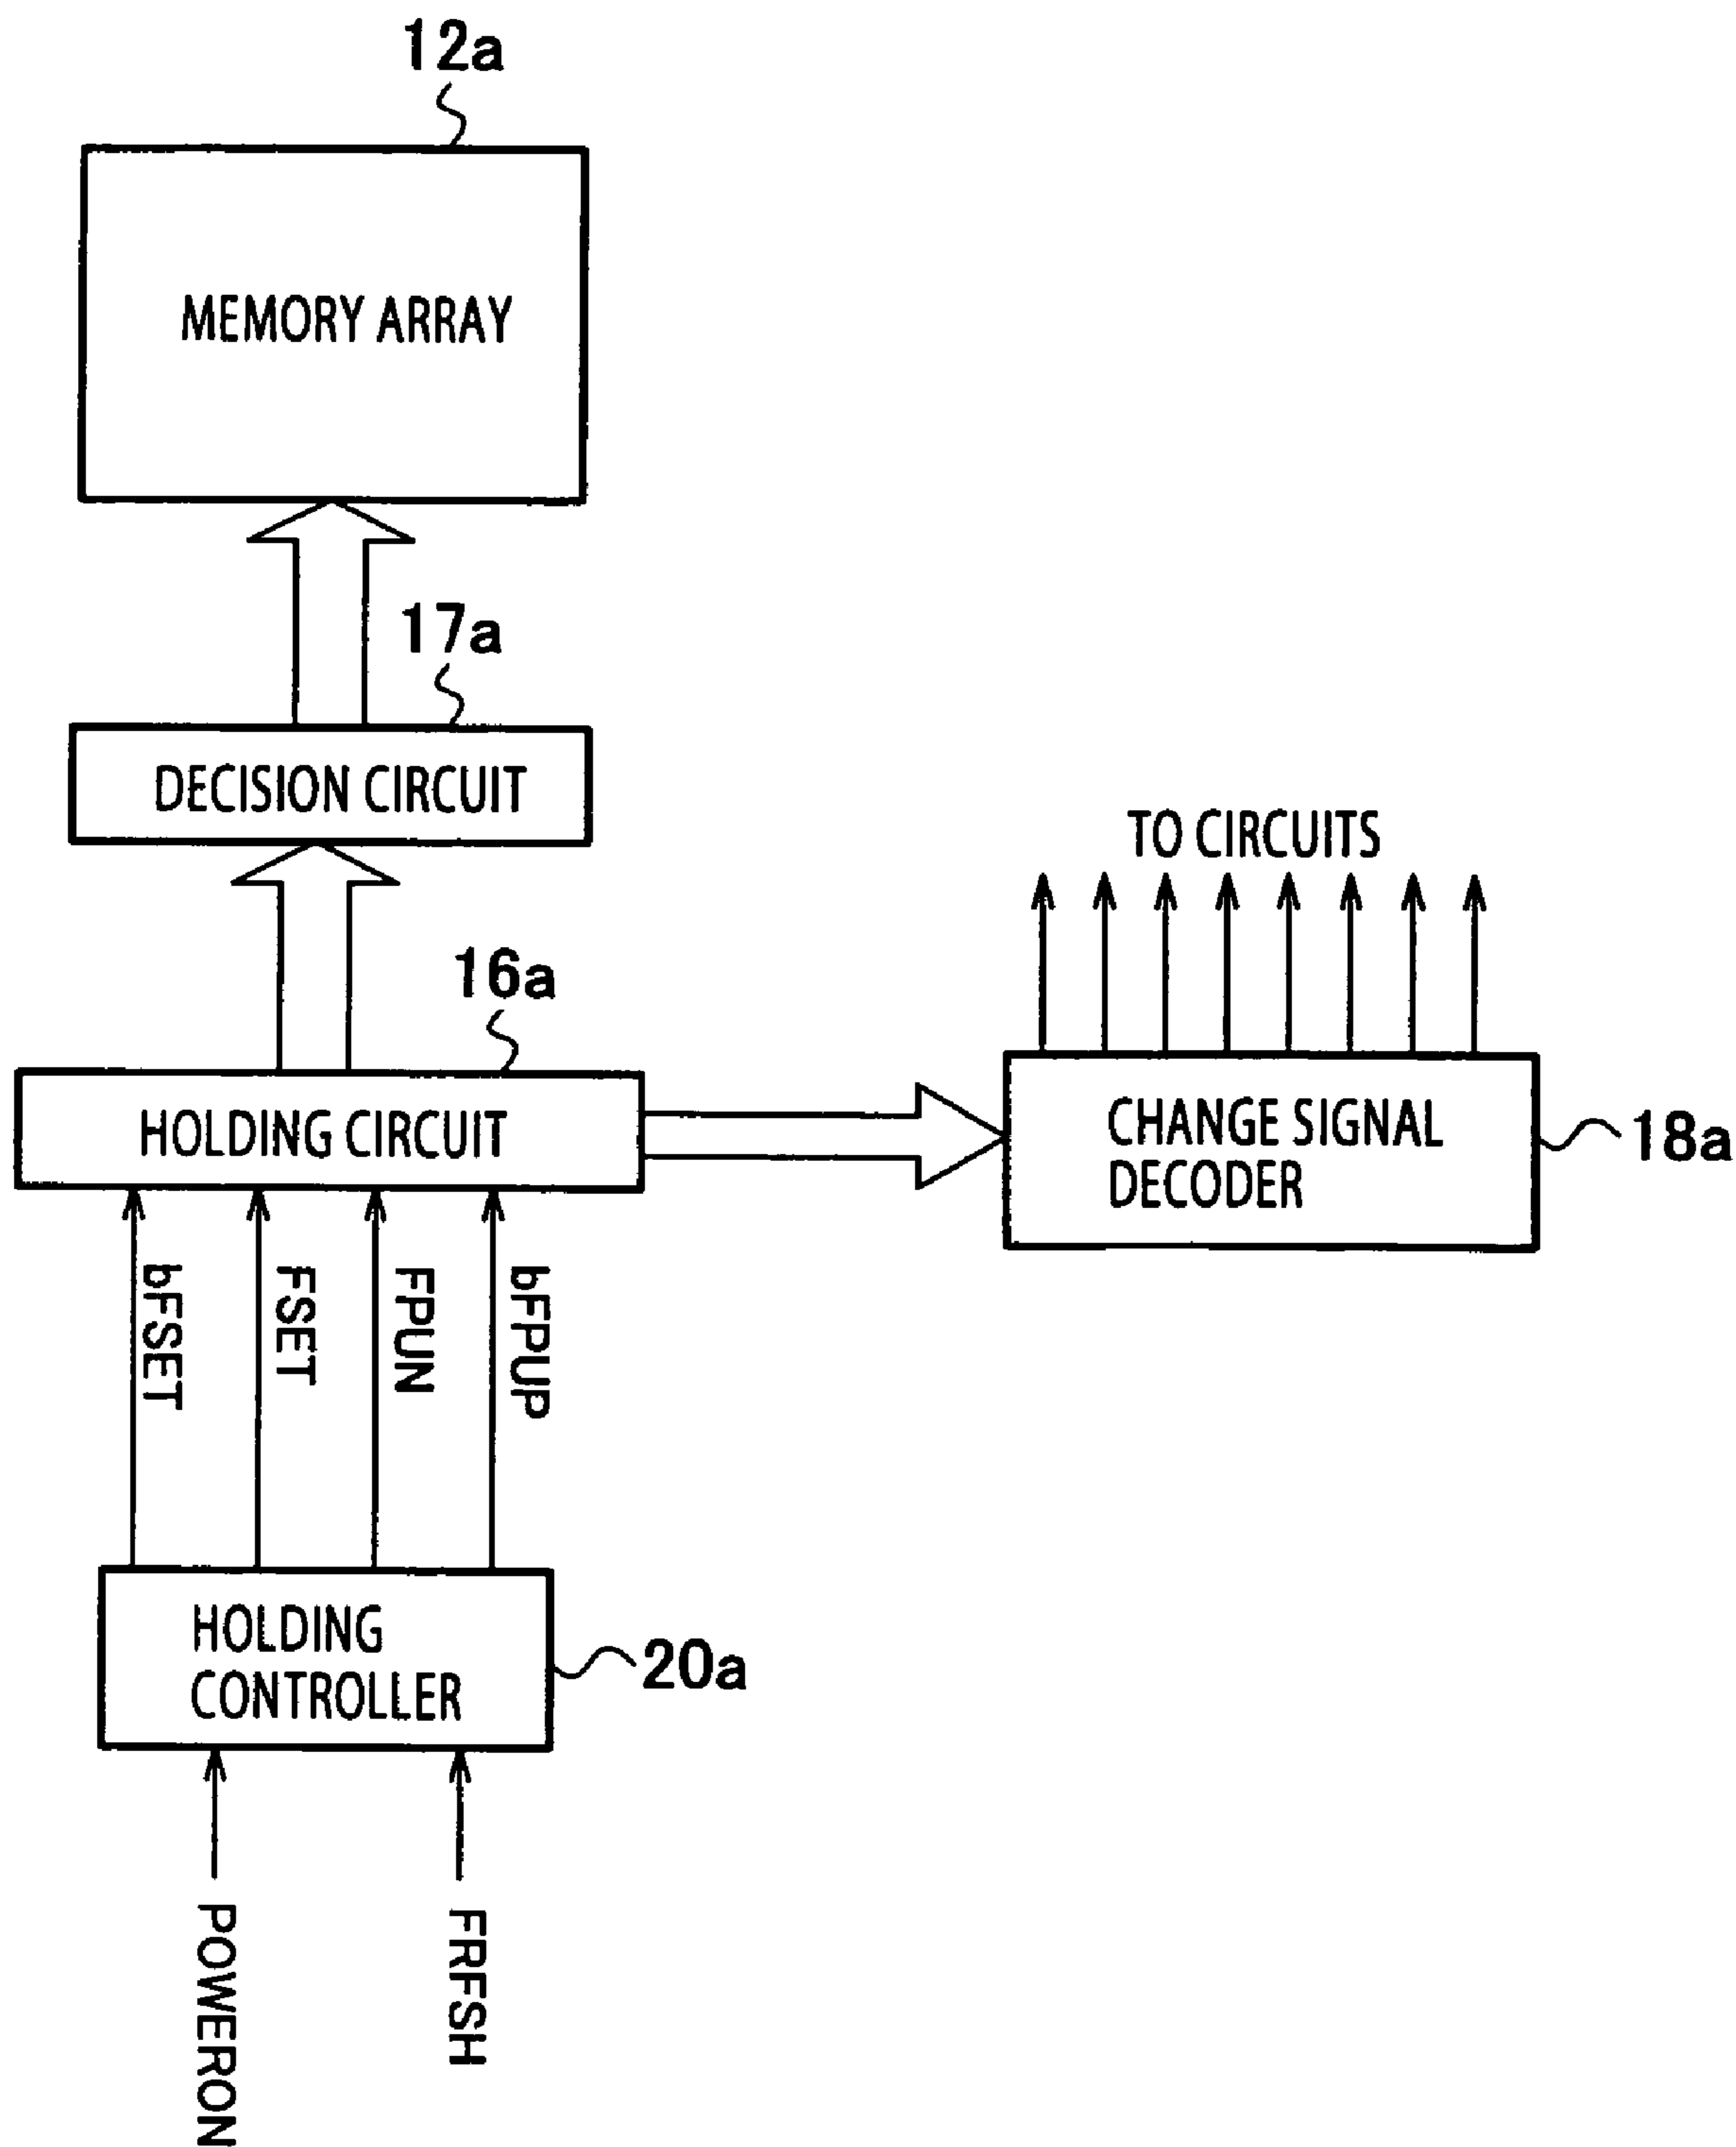 12a
MEMORY ARRAY
17a
DECISION CIRCUIT
TO CIRCUITS
16a
HOLDING CIRCUIT
CHANGE SIGNAL
DECODER
18a
bFSET
FSET
FPUN
bFPUP
HOLDING
CONTROLLER
20a
POWERON
FRFSH